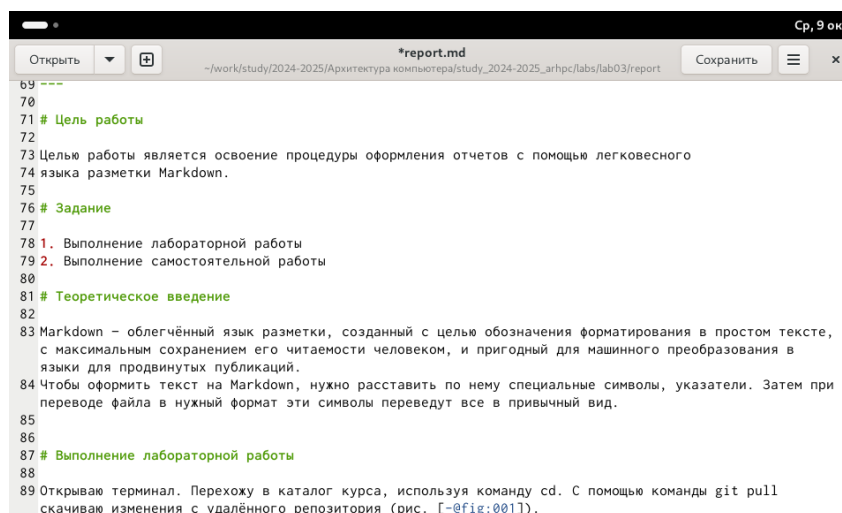 Ср, 9 ок
Открыть
*report.md
~/work/study/2024-2025/Архитектура компьютера/study_2024-2025_arhpc/labs/lab03/report
Сохранить
69 ---
70
71 # Цель работы
72
73 Целью работы является освоение процедуры оформления отчетов с помощью легковесного
74 языка разметки Markdown.
75
76 # Задание
77
78 1. Выполнение лабораторной работы
79 2. Выполнение самостоятельной работы
80
81 # Теоретическое введение
82
83 Markdown – облегчённый язык разметки, созданный с целью обозначения форматирования в простом тексте,
с максимальным сохранением его читаемости человеком, и пригодный для машинного преобразования в
языки для продвинутых публикаций.
84 Чтобы оформить текст на Markdown, нужно расставить по нему специальные символы, указатели. Затем при
переводе файла в нужный формат эти символы переведут все в привычный вид.
85
86
87 # Выполнение лабораторной работы
88
89 Открываю терминал. Перехожу в каталог курса, используя команду cd. С помощью команды git pull
скачиваю изменения с удалённого репозитория (рис. [-@fig:001]).